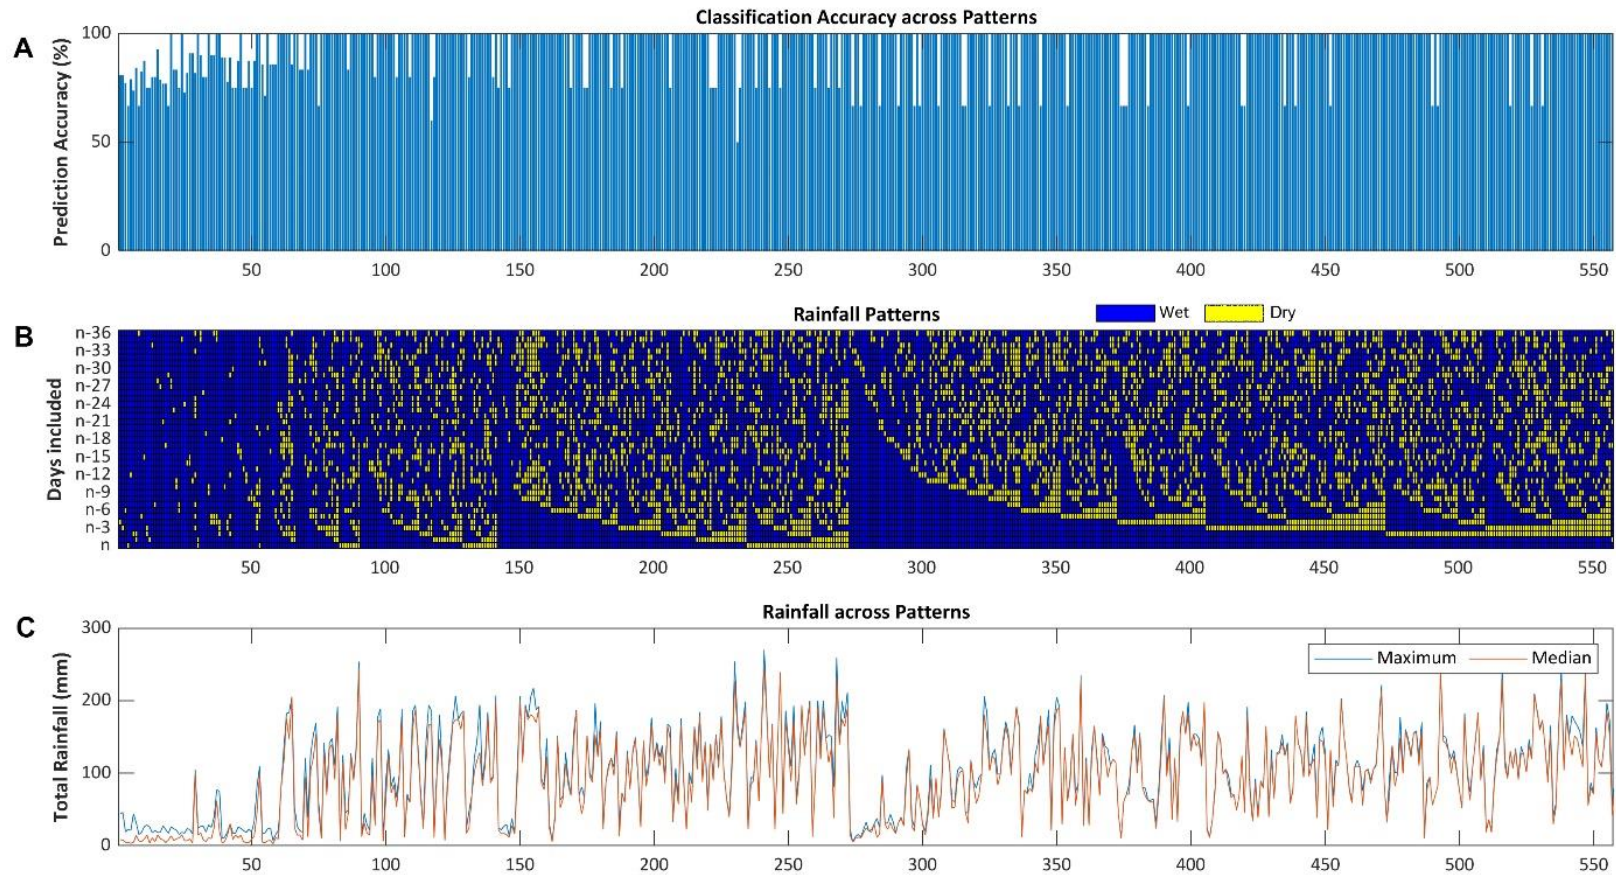 A
Classification Accuracy across Patterns
Prediction Accuracy (%)
100
50
0
50 100 150 200 250 300 350 400 450 500 550
B
Rainfall Patterns
Wet Dry
Days included
n-36
n-33
n-30
n-27
n-24
n-21
n-18
n-15
n-12
n-9
n-6
n-3
n
50 100 150 200 250 300 350 400 450 500 550
C
Rainfall across Patterns
Total Rainfall (mm)
300
Maximum Median
200
100
0
50 100 150 200 250 300 350 400 450 500 550